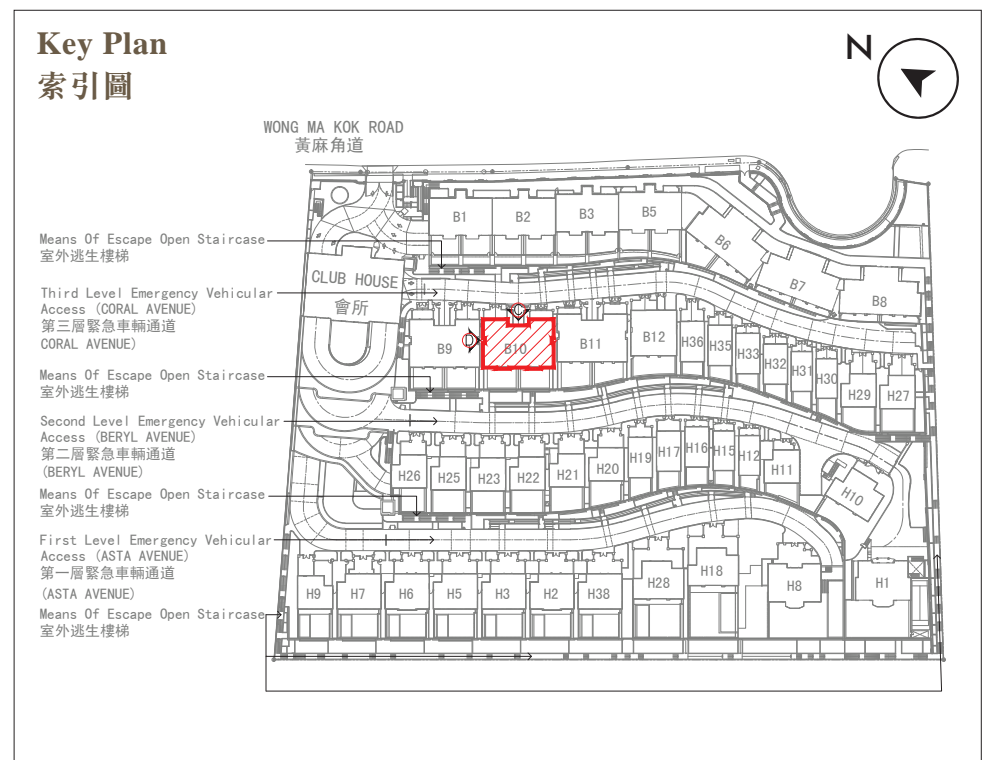 Key Plan
索引圖
N
WONG MA KOK ROAD
黃麻角道
Means Of Escape Open Staircase
室外逃生樓梯
Third Level Emergency Vehicular
Access (CORAL AVENUE)
第三層緊急車輛通道
CORAL AVENUE)
Means Of Escape Open Staircase
室外逃生樓梯
Second Level Emergency Vehicular
Access (BERYL AVENUE)
第二層緊急車輛通道
(BERYL AVENUE)
Means Of Escape Open Staircase
室外逃生樓梯
First Level Emergency Vehicular
Access (ASTA AVENUE)
第一層緊急車輛通道
(ASTA AVENUE)
Means Of Escape Open Staircase
室外逃生樓梯
CLUB HOUSE
會所
B1
B2
B3
B5
B6
B7
B8
C
D
B9
B10
B11
B12
H36
H35
H33
H32
H31
H30
H29
H27
H26
H25
H23
H22
H21
H20
H19
H17
H16
H15
H12
H11
H10
H9
H7
H6
H5
H3
H2
H38
H28
H18
H8
H1